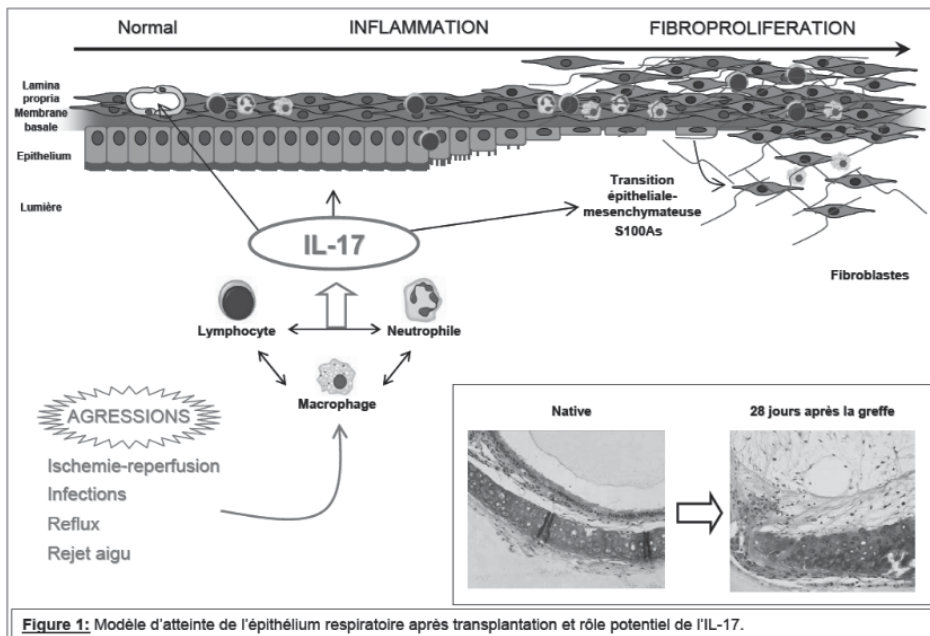 Normal INFLAMMATION FIBROPROLIFERATION
Lamina
propria
Membrane
basale
Epithelium
Lumière
Transition
épitheliale-
mesenchymateuse
S100As
IL-17
Fibroblastes
Lymphocyte Neutrophile
Macrophage
AGRESSIONS
Ischemie-reperfusion
Infections
Reflux
Rejet aigu
Native 28 jours après la greffe
Figure 1: Modèle d'atteinte de l'épithélium respiratoire après transplantation et rôle potentiel de l'IL-17.